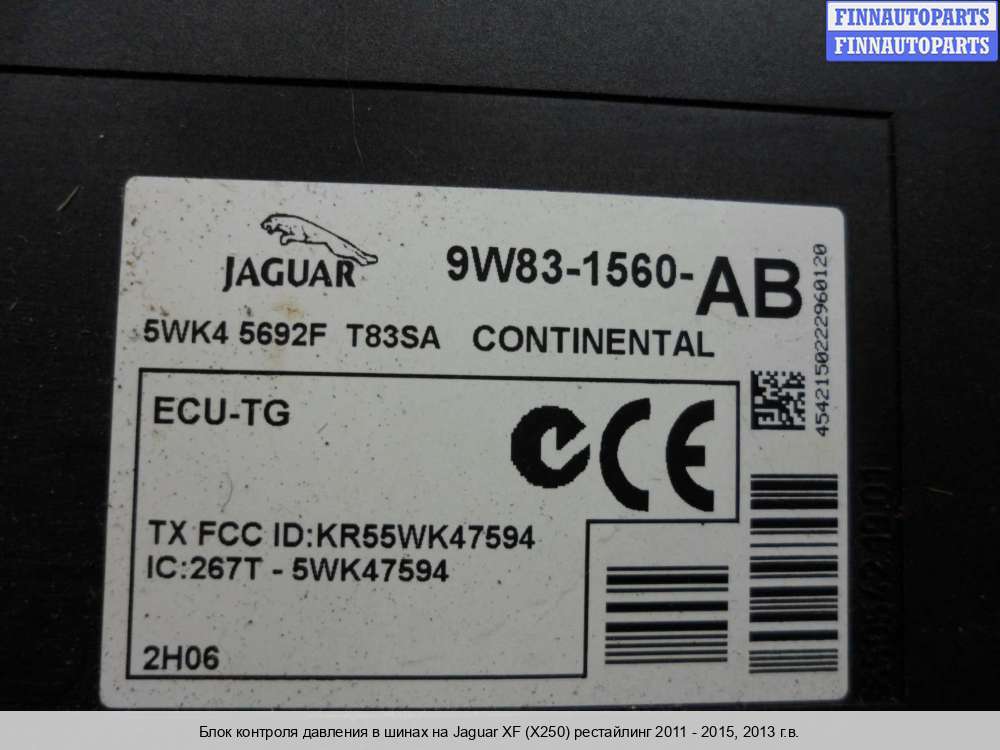 FINNAUTOPARTS
FINNAUTOPARTS
JAGUAR
9W83-1560-AB
5WK4 5692F T83SA CONTINENTAL
ECU-TG
TX FCC ID:KR55WK47594
IC:267T - 5WK47594
2H06
4542150222960120
Блок контроля давления в шинах на Jaguar XF (X250) рестайлинг 2011 - 2015, 2013 г.в.